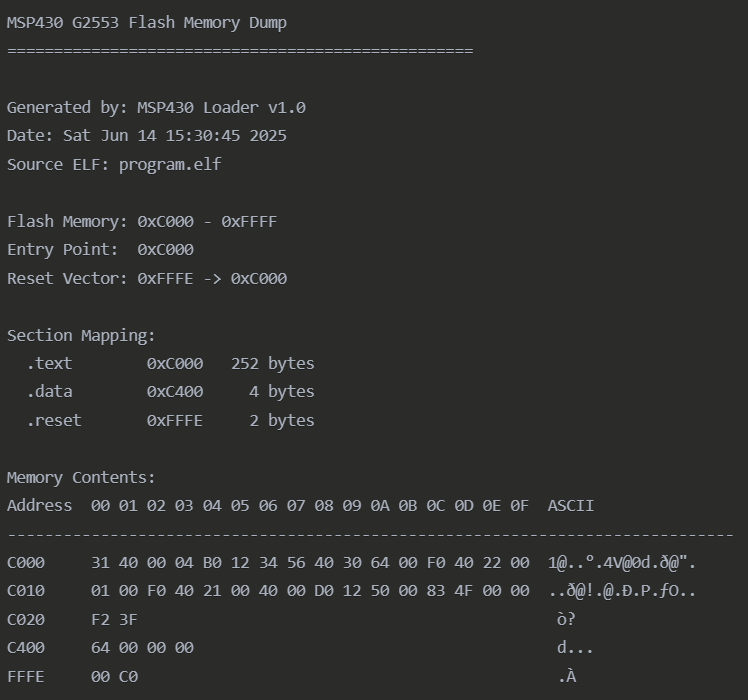 MSP430 G2553 Flash Memory Dump
==================================================
Generated by: MSP430 Loader v1.0
Date: Sat Jun 14 15:30:45 2025
Source ELF: program.elf
Flash Memory: 0xC000 - 0xFFFF
Entry Point:  0xC000
Reset Vector: 0xFFFE -> 0xC000
Section Mapping:
  .text        0xC000   252 bytes
  .data        0xC400     4 bytes
  .reset       0xFFFE     2 bytes
Memory Contents:
Address  00 01 02 03 04 05 06 07 08 09 0A 0B 0C 0D 0E 0F  ASCII
------------------------------------------------------------------------------
C000     31 40 00 04 B0 12 34 56 40 30 64 00 F0 40 22 00  1@..°.4V@0d.ð@".
C010     01 00 F0 40 21 00 40 00 D0 12 50 00 83 4F 00 00  ..ð@!.@.Ð.P.ƒO..
C020     F2 3F                                             ò?
C400     64 00 00 00                                       d...
FFFE     00 C0                                             .À